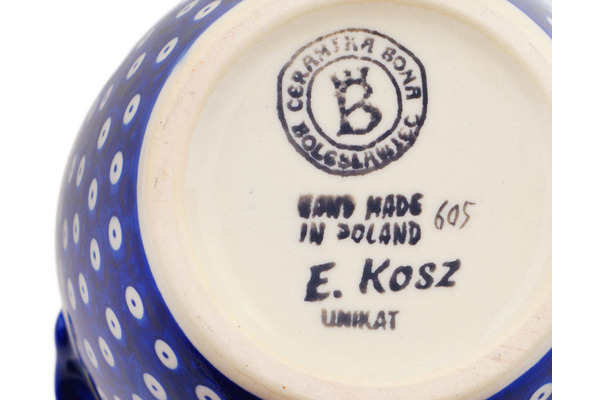 CERAMIKA BONA
B
BOLESŁAWIEC
HAND MADE
IN POLAND
605
E. KOSZ
UNIKAT